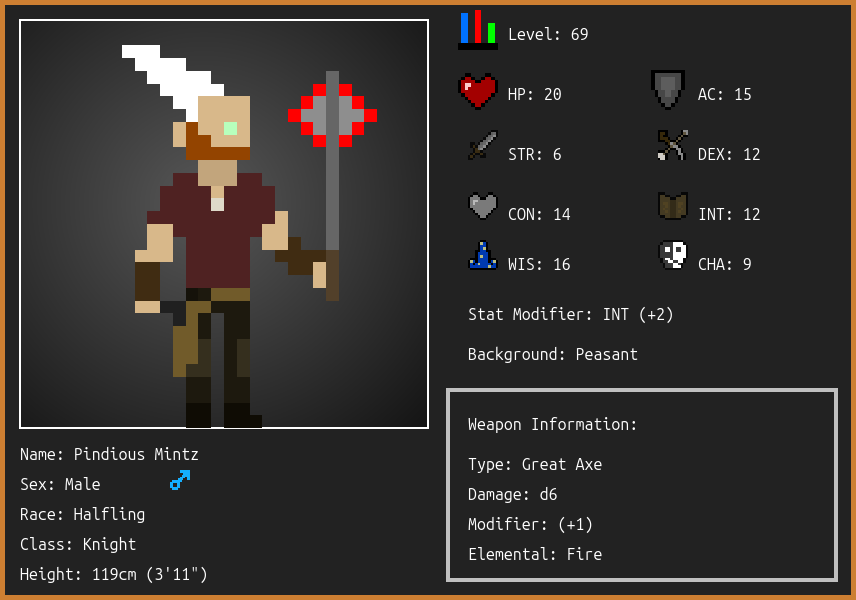 Level: 69
HP: 20
AC: 15
STR: 6
DEX: 12
CON: 14
INT: 12
WIS: 16
CHA: 9
Stat Modifier: INT (+2)
Background: Peasant
Weapon Information:
Type: Great Axe
Damage: d6
Modifier: (+1)
Elemental: Fire
Name: Pindious Mintz
Sex: Male
Race: Halfling
Class: Knight
Height: 119cm (3'11")